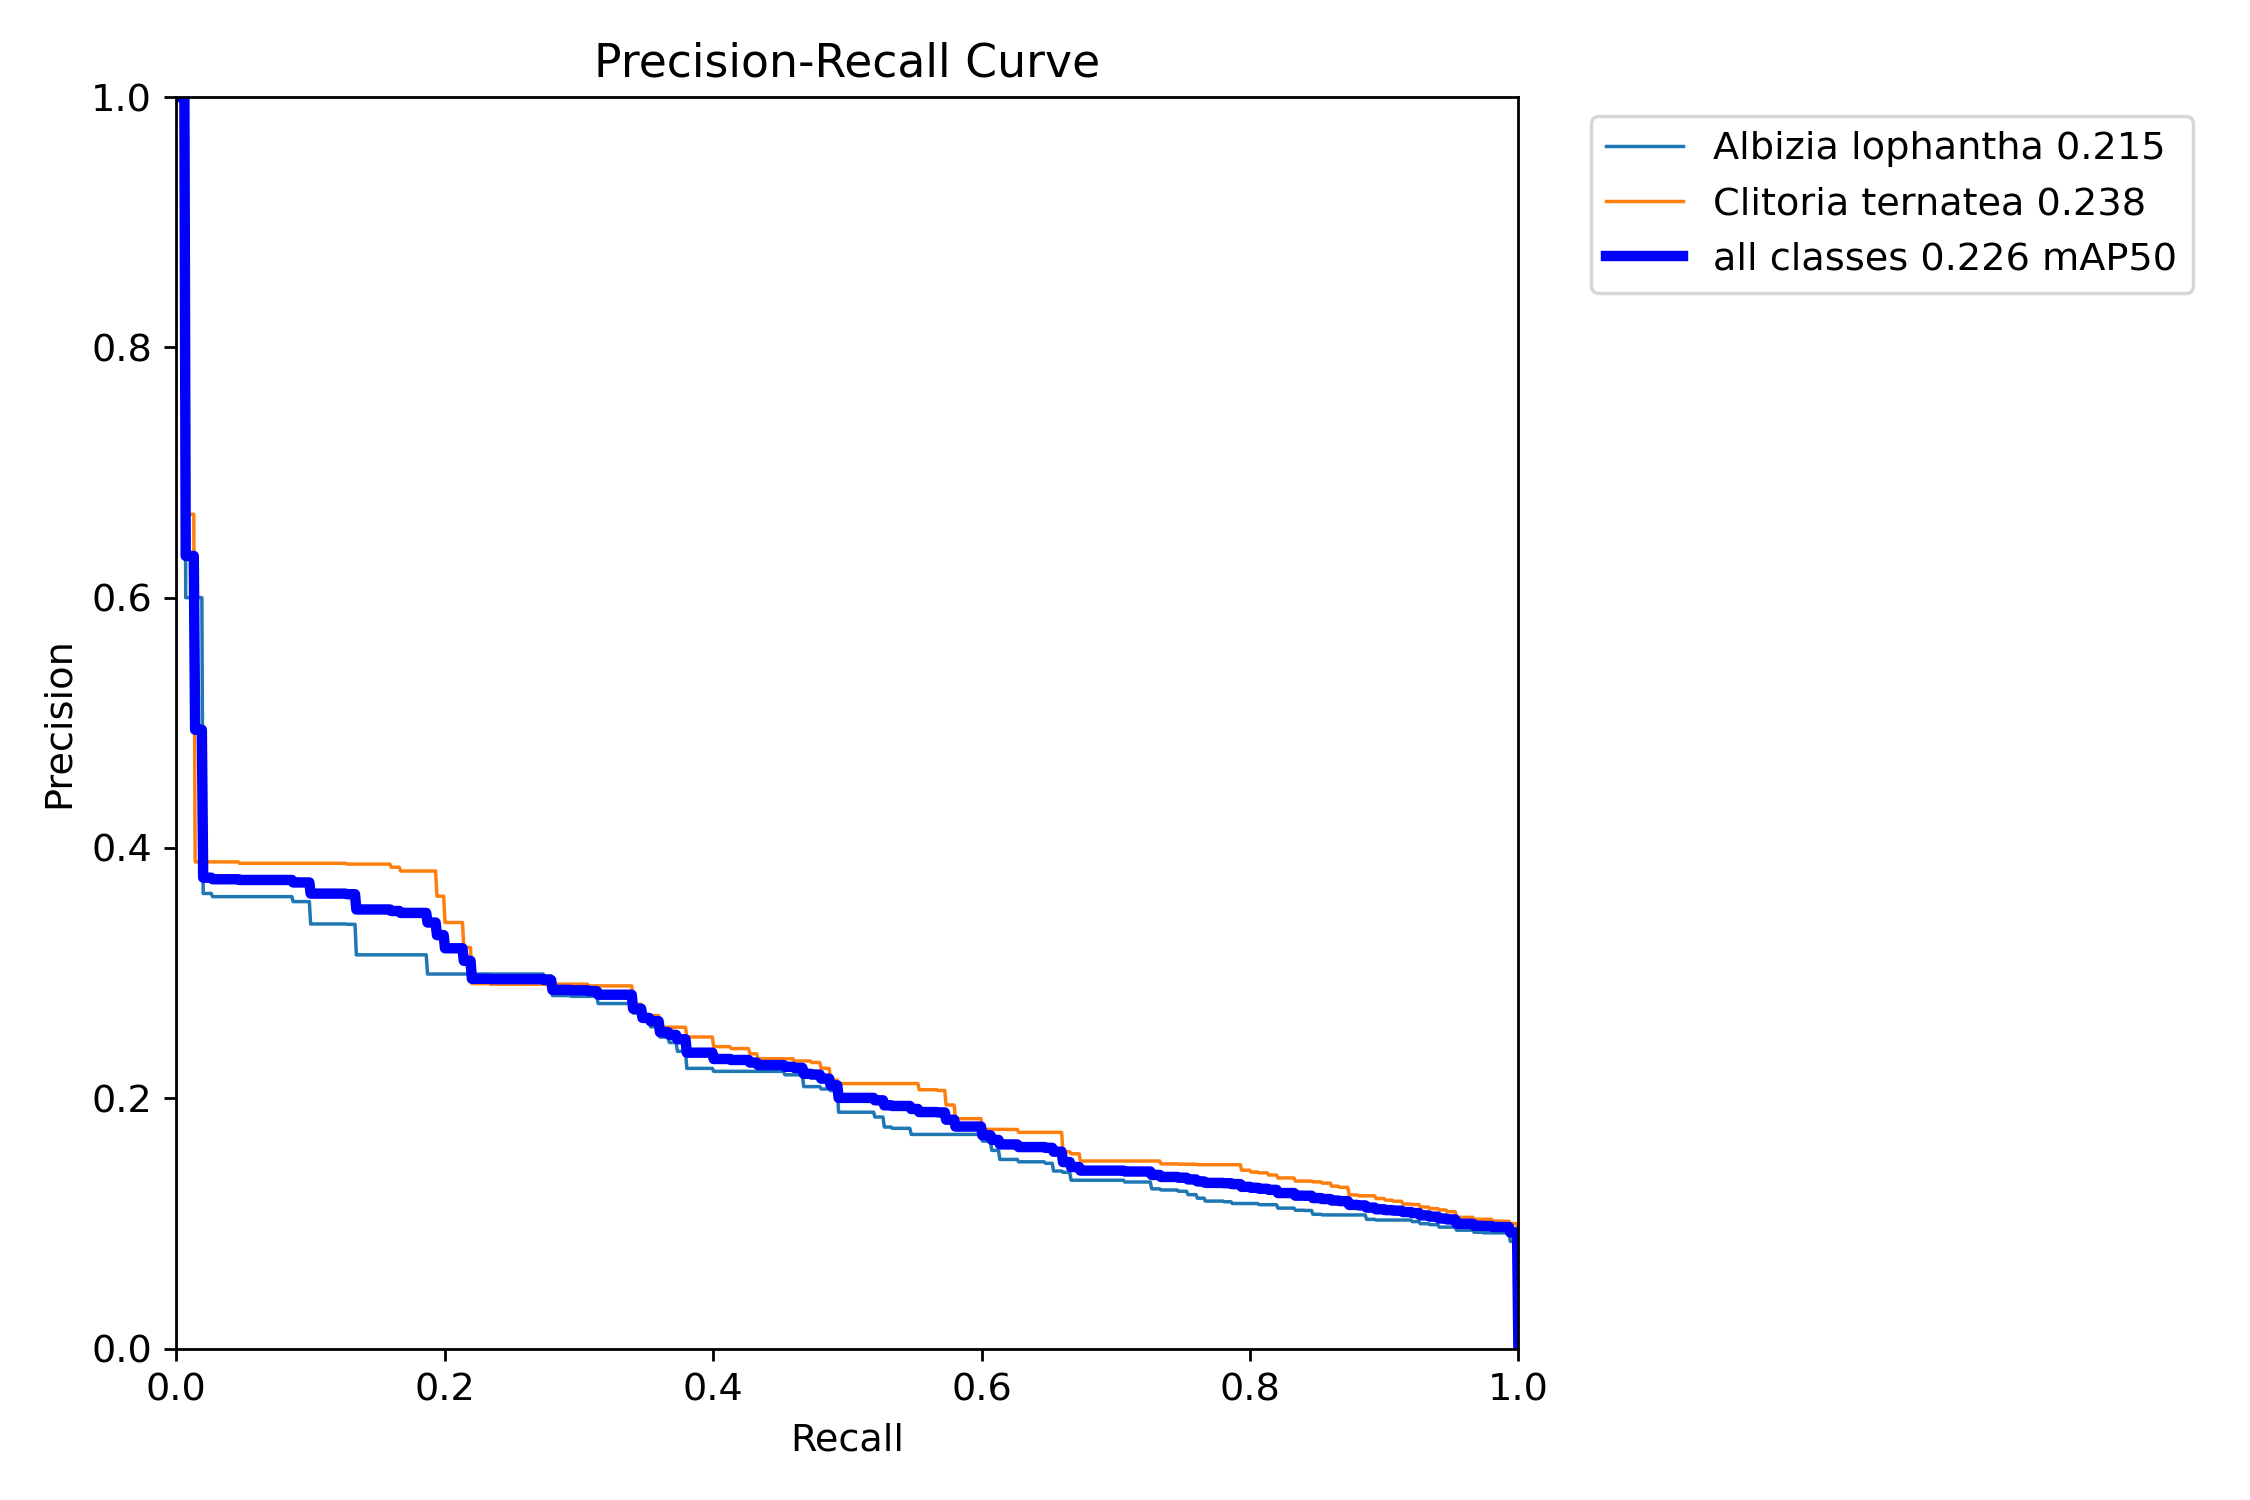 Precision-Recall Curve
1.0
0.8
0.6
0.4
0.2
0.0
Precision
0.0 0.2 0.4 0.6 0.8 1.0
Recall
Albizia lophantha 0.215
Clitoria ternatea 0.238
all classes 0.226 mAP50